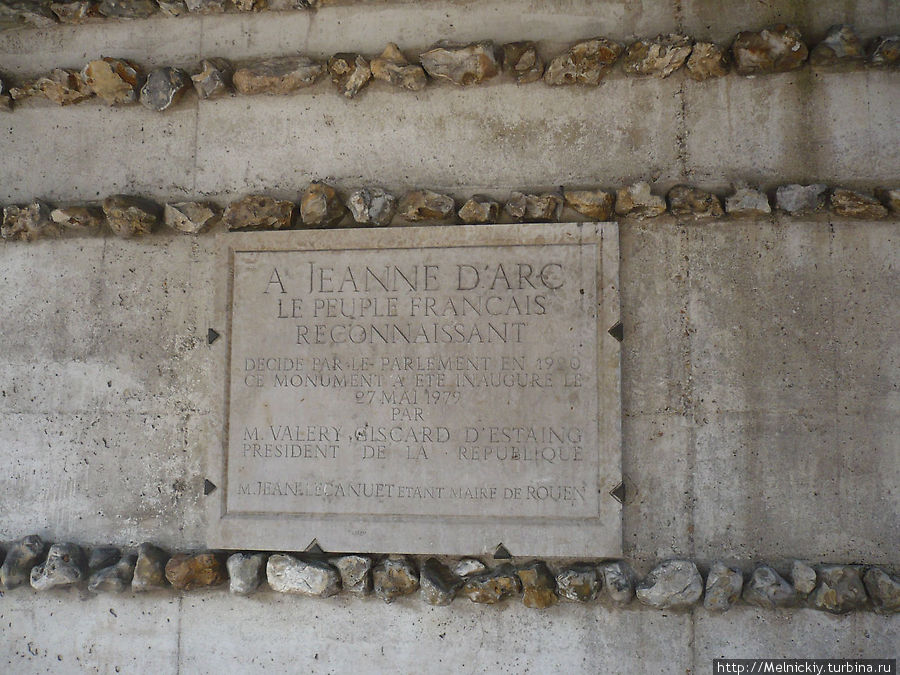 A JEANNE D'ARC
LE PEUPLE FRANCAIS
RECONNAISSANT
DECIDE PAR LE PARLEMENT EN 1920
CE MONUMENT A ETE INAUGURE LE
27 MAI 1979
PAR
M. VALERY GISCARD D'ESTAING
PRESIDENT DE LA REPUBLIQUE
M. JEAN LECANUET ETANT MAIRE DE ROUEN
http://Melnickiy.turbina.ru